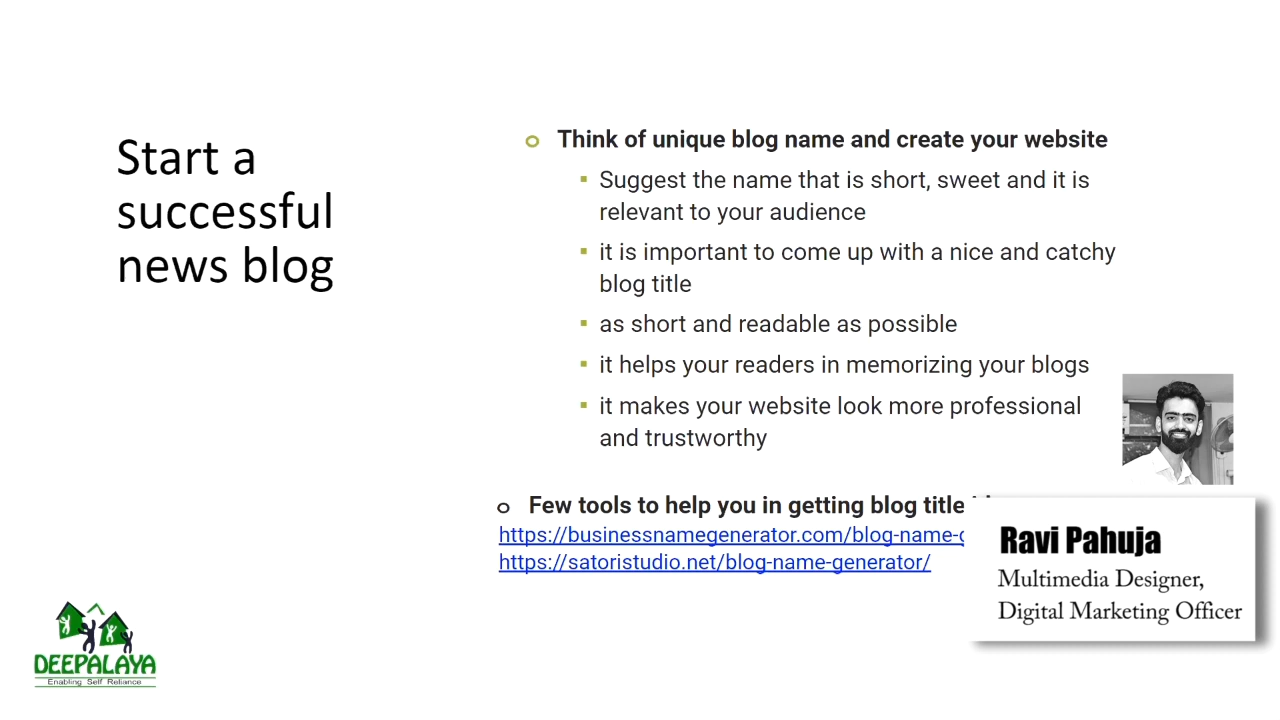 Start a
successful
news blog
Think of unique blog name and create your website
Suggest the name that is short, sweet and it is
relevant to your audience
it is important to come up with a nice and catchy
blog title
as short and readable as possible
it helps your readers in memorizing your blogs
it makes your website look more professional
and trustworthy
Few tools to help you in getting blog title
https://businessnamegenerator.com/blog-name-
https://satoristudio.net/blog-name-generator/
Ravi Pahuja
Multimedia Designer,
Digital Marketing Officer
DEEPALAYA
Enabling Self Reliance